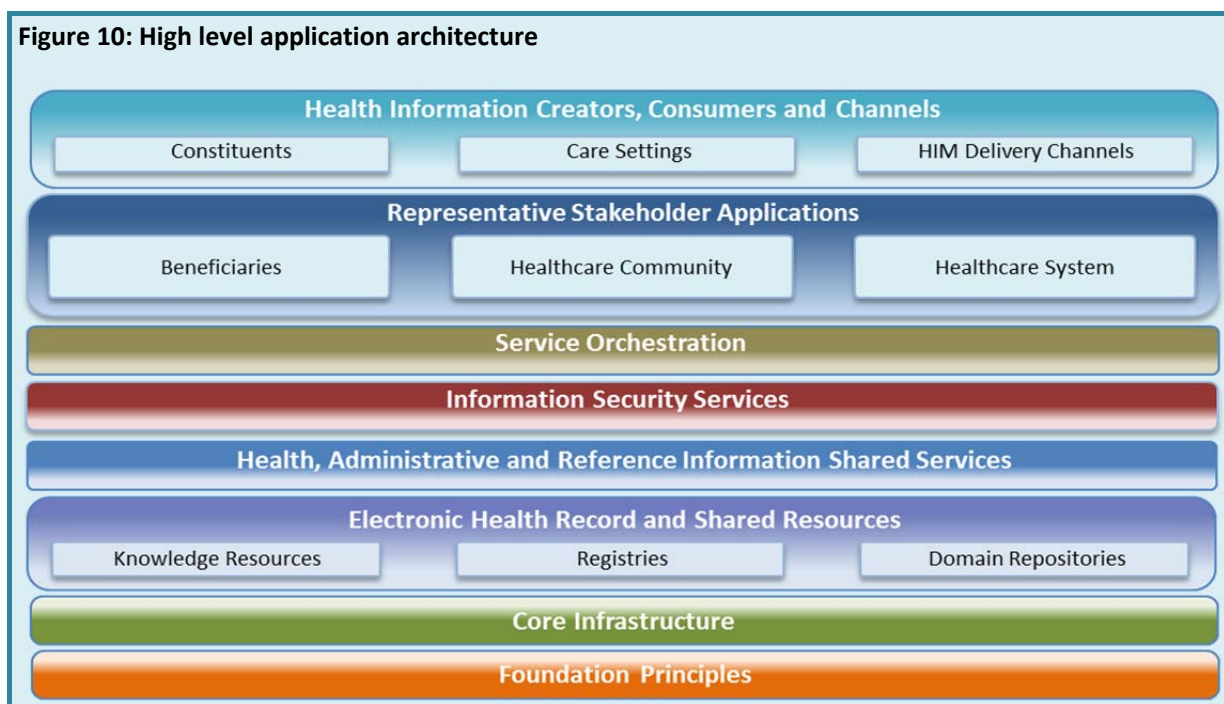 Figure 10: High level application architecture
Health Information Creators, Consumers and Channels
Constituents
Care Settings
HIM Delivery Channels
Representative Stakeholder Applications
Beneficiaries
Healthcare Community
Healthcare System
Service Orchestration
Information Security Services
Health, Administrative and Reference Information Shared Services
Electronic Health Record and Shared Resources
Knowledge Resources
Registries
Domain Repositories
Core Infrastructure
Foundation Principles